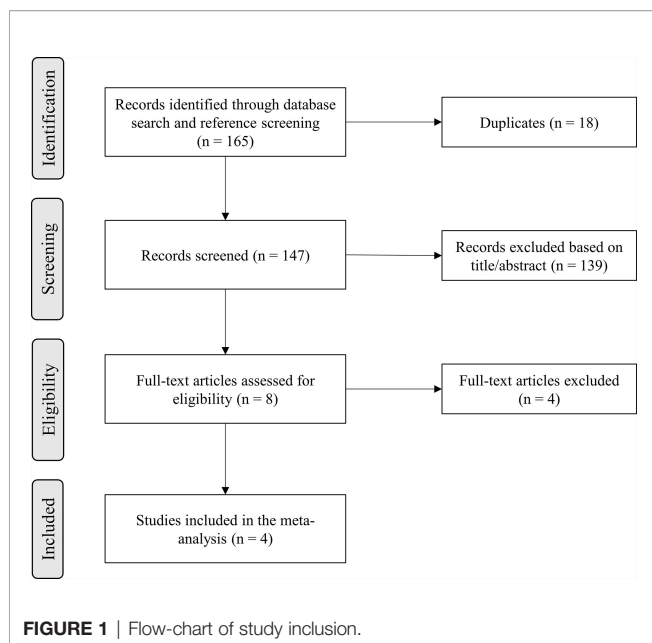 Identification
Records identified through database
search and reference screening
(n = 165)
Duplicates (n = 18)
Screening
Records screened (n = 147)
Records excluded based on
title/abstract (n = 139)
Eligibility
Full-text articles assessed for
eligibility (n = 8)
Full-text articles excluded
(n = 4)
Included
Studies included in the meta-
analysis (n = 4)
FIGURE 1 | Flow-chart of study inclusion.